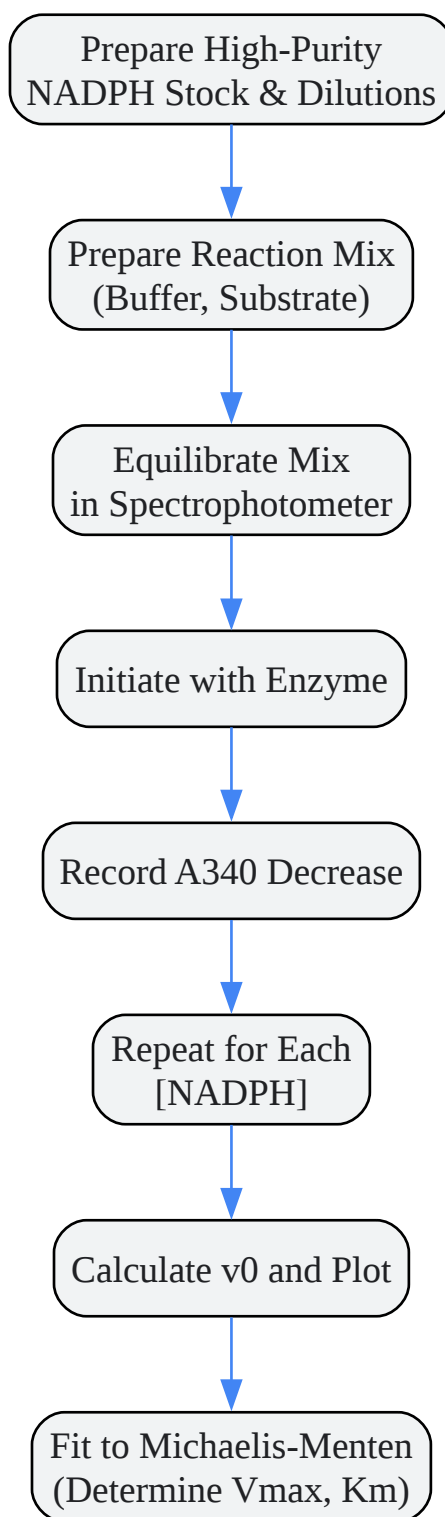 Prepare High-Purity
NADPH Stock & Dilutions
Prepare Reaction Mix
(Buffer, Substrate)
Equilibrate Mix
in Spectrophotometer
Initiate with Enzyme
Record A340 Decrease
Repeat for Each
[NADPH]
Calculate v0 and Plot
Fit to Michaelis-Menten
(Determine Vmax, Km)